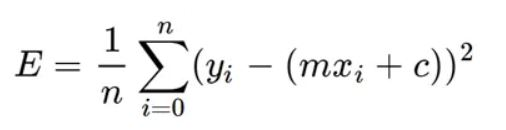 E = \frac{1}{n} \sum_{i=0}^{n} (y_i - (mx_i + c))^2